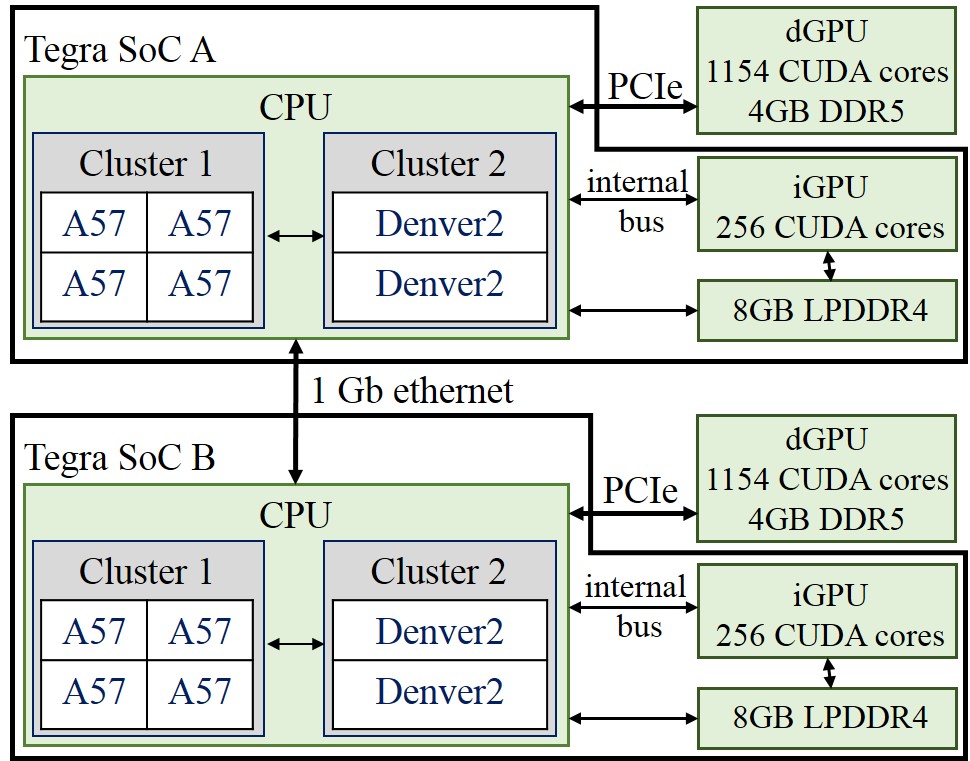 Tegra SoC A
CPU
Cluster 1
A57 A57
A57 A57
Cluster 2
Denver2
Denver2
PCIe
dGPU
1154 CUDA cores
4GB DDR5
internal
bus
iGPU
256 CUDA cores
8GB LPDDR4
1 Gb ethernet
Tegra SoC B
CPU
Cluster 1
A57 A57
A57 A57
Cluster 2
Denver2
Denver2
PCIe
dGPU
1154 CUDA cores
4GB DDR5
internal
bus
iGPU
256 CUDA cores
8GB LPDDR4